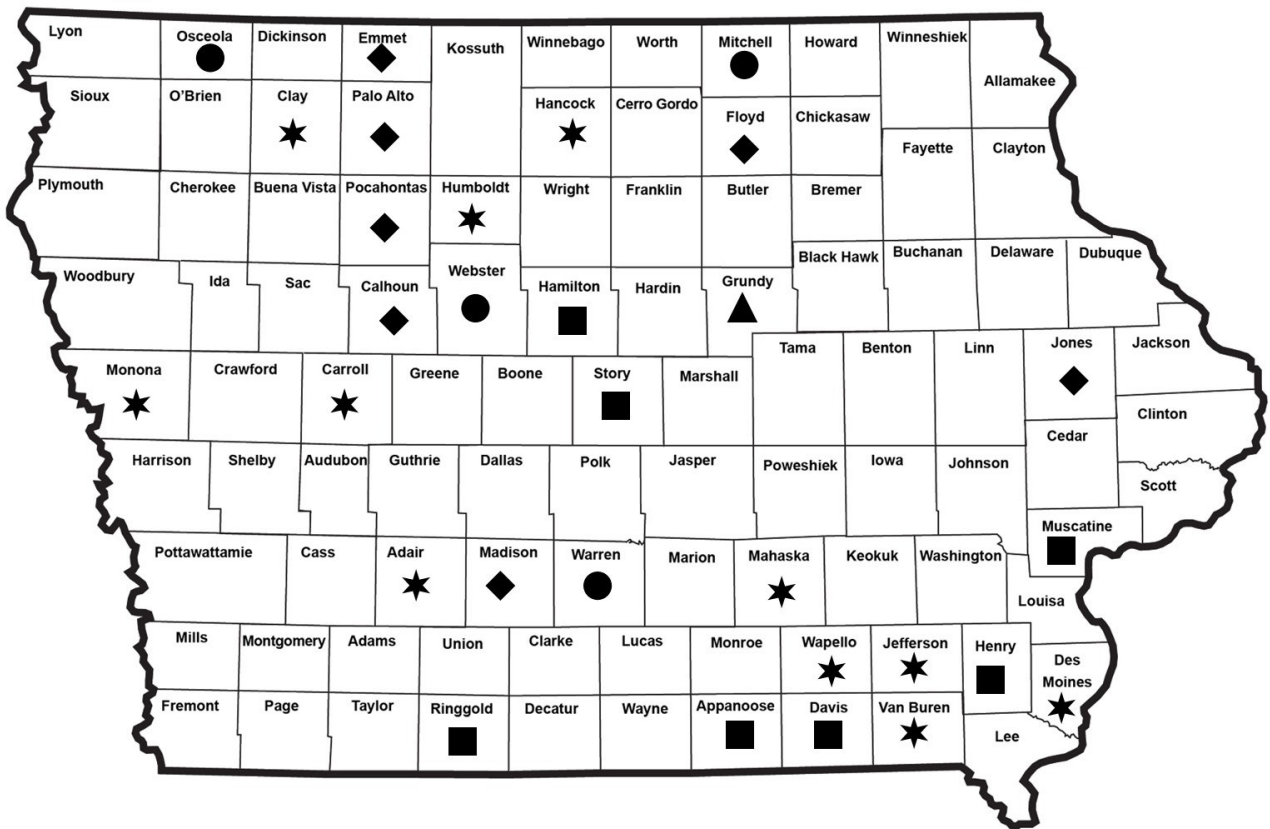 Lyon
Osceola
Dickinson
Emmet
Kossuth
Winnebago
Worth
Mitchell
Howard
Winneshiek
Allamakee
Sioux
O'Brien
Clay
Palo Alto
Hancock
Cerro Gordo
Floyd
Chickasaw
Fayette
Clayton
Plymouth
Cherokee
Buena Vista
Pocahontas
Humboldt
Wright
Franklin
Butler
Bremer
Woodbury
Ida
Sac
Calhoun
Webster
Hamilton
Hardin
Grundy
Black Hawk
Buchanan
Delaware
Dubuque
Monona
Crawford
Carroll
Greene
Boone
Story
Marshall
Tama
Benton
Linn
Jones
Jackson
Clinton
Cedar
Harrison
Shelby
Audubon
Guthrie
Dallas
Polk
Jasper
Poweshiek
Iowa
Johnson
Scott
Muscatine
Pottawattamie
Cass
Adair
Madison
Warren
Marion
Mahaska
Keokuk
Washington
Louisa
Mills
Montgomery
Adams
Union
Clarke
Lucas
Monroe
Wapello
Jefferson
Henry
Des
Moines
Fremont
Page
Taylor
Ringgold
Decatur
Wayne
Appanoose
Davis
Van Buren
Lee